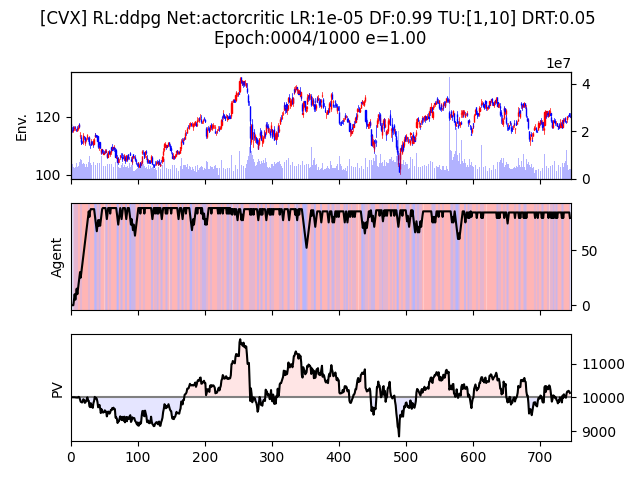 [CVX] RL:ddpg Net:actorcritic LR:1e-05 DF:0.99 TU:[1,10] DRT:0.05
Epoch:0004/1000 e=1.00
1e7
Env.
120
100
4
2
0
Agent
50
0
PV
11000
10000
9000
0 100 200 300 400 500 600 700